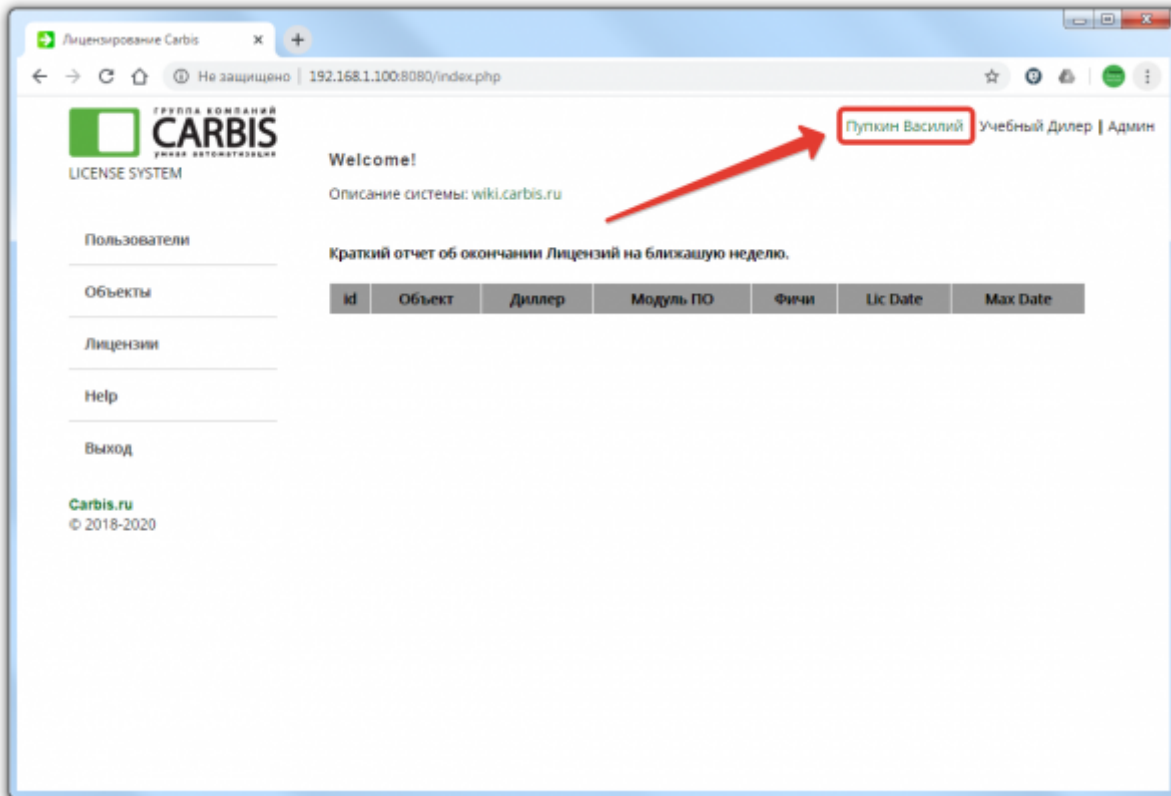 Лицензирование Carbis
Не защищено | 192.168.1.100:8080/index.php
ГРУППА КОМПАНИЙ
CARBIS
умная автоматизация
LICENSE SYSTEM
Пупкин Василий Учебный Дилер | Админ
Welcome!
Описание системы: wiki.carbis.ru
Пользователи
Объекты
Лицензии
Help
Выход
Carbis.ru
© 2018-2020
Краткий отчет об окончании Лицензий на ближашую неделю.
id Объект Диллер Модуль ПО Фичи Lic Date Max Date